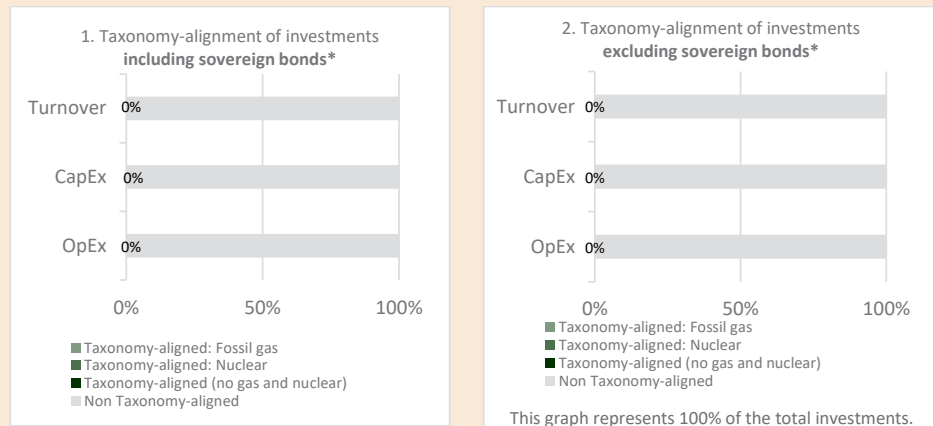 1. Taxonomy-alignment of investments
including sovereign bonds*
Turnover 0%
CapEx 0%
OpEx 0%
0% 50% 100%
Taxonomy-aligned: Fossil gas
Taxonomy-aligned: Nuclear
Taxonomy-aligned (no gas and nuclear)
Non Taxonomy-aligned
2. Taxonomy-alignment of investments
excluding sovereign bonds*
Turnover 0%
CapEx 0%
OpEx 0%
0% 50% 100%
Taxonomy-aligned: Fossil gas
Taxonomy-aligned: Nuclear
Taxonomy-aligned (no gas and nuclear)
Non Taxonomy-aligned
This graph represents 100% of the total investments.